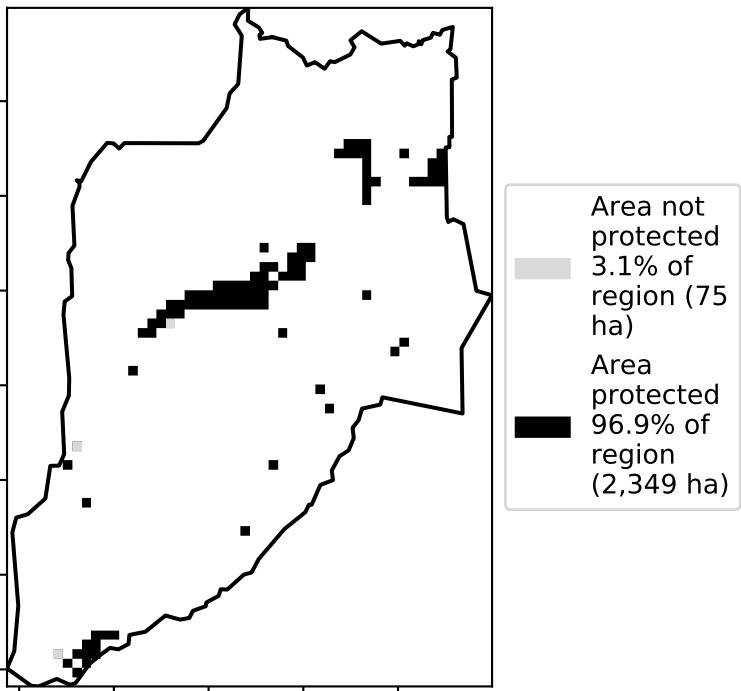 Area not
protected
3.1% of
region (75
ha)
Area
protected
96.9% of
region
(2,349 ha)